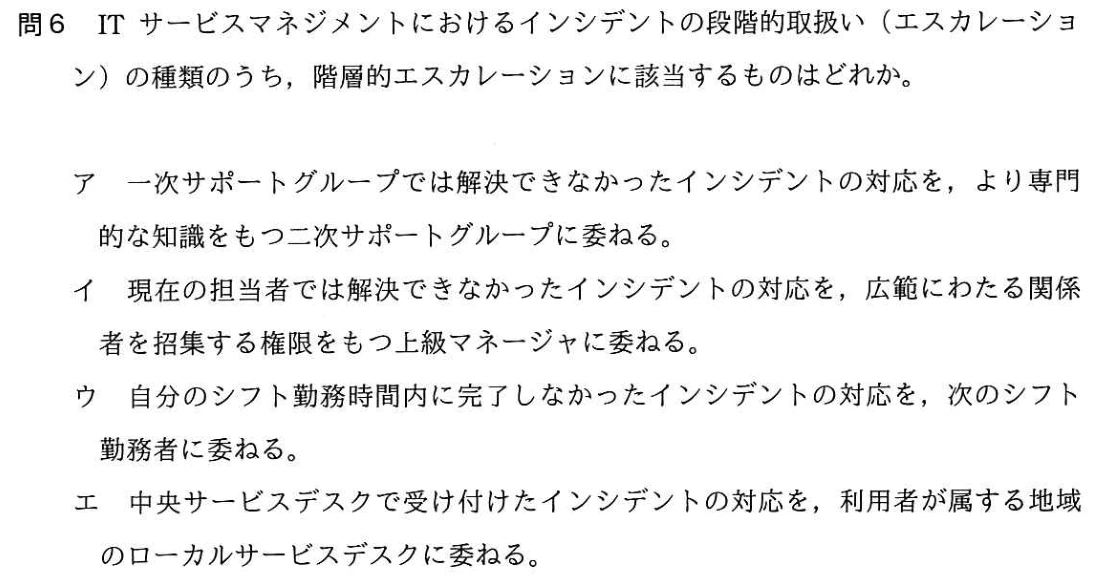 問6 IT サービスマネジメントにおけるインシデントの段階的取扱い（エスカレーショ
ン）の種類のうち，階層的エスカレーションに該当するものはどれか。
ア 一次サポートグループでは解決できなかったインシデントの対応を，より専門
的な知識をもつ二次サポートグループに委ねる。
イ 現在の担当者では解決できなかったインシデントの対応を，広範にわたる関係
者を招集する権限をもつ上級マネージャに委ねる。
ウ 自分のシフト勤務時間内に完了しなかったインシデントの対応を，次のシフト
勤務者に委ねる。
エ 中央サービスデスクで受け付けたインシデントの対応を，利用者が属する地域
のローカルサービスデスクに委ねる。